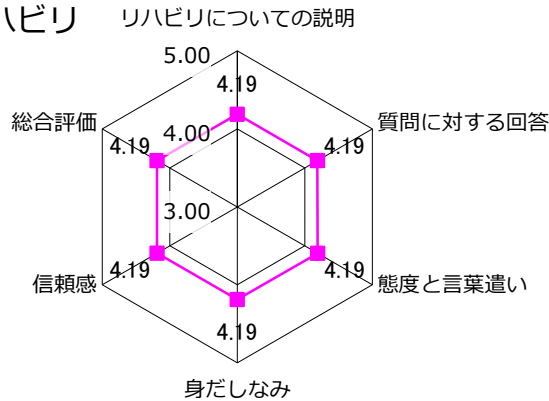 ハビリ
リハビリについての説明
5.00
4.19
総合評価
4.19
4.00
4.19
質問に対する回答
3.00
信頼感
4.19
4.19
態度と言葉遣い
4.19
身だしなみ